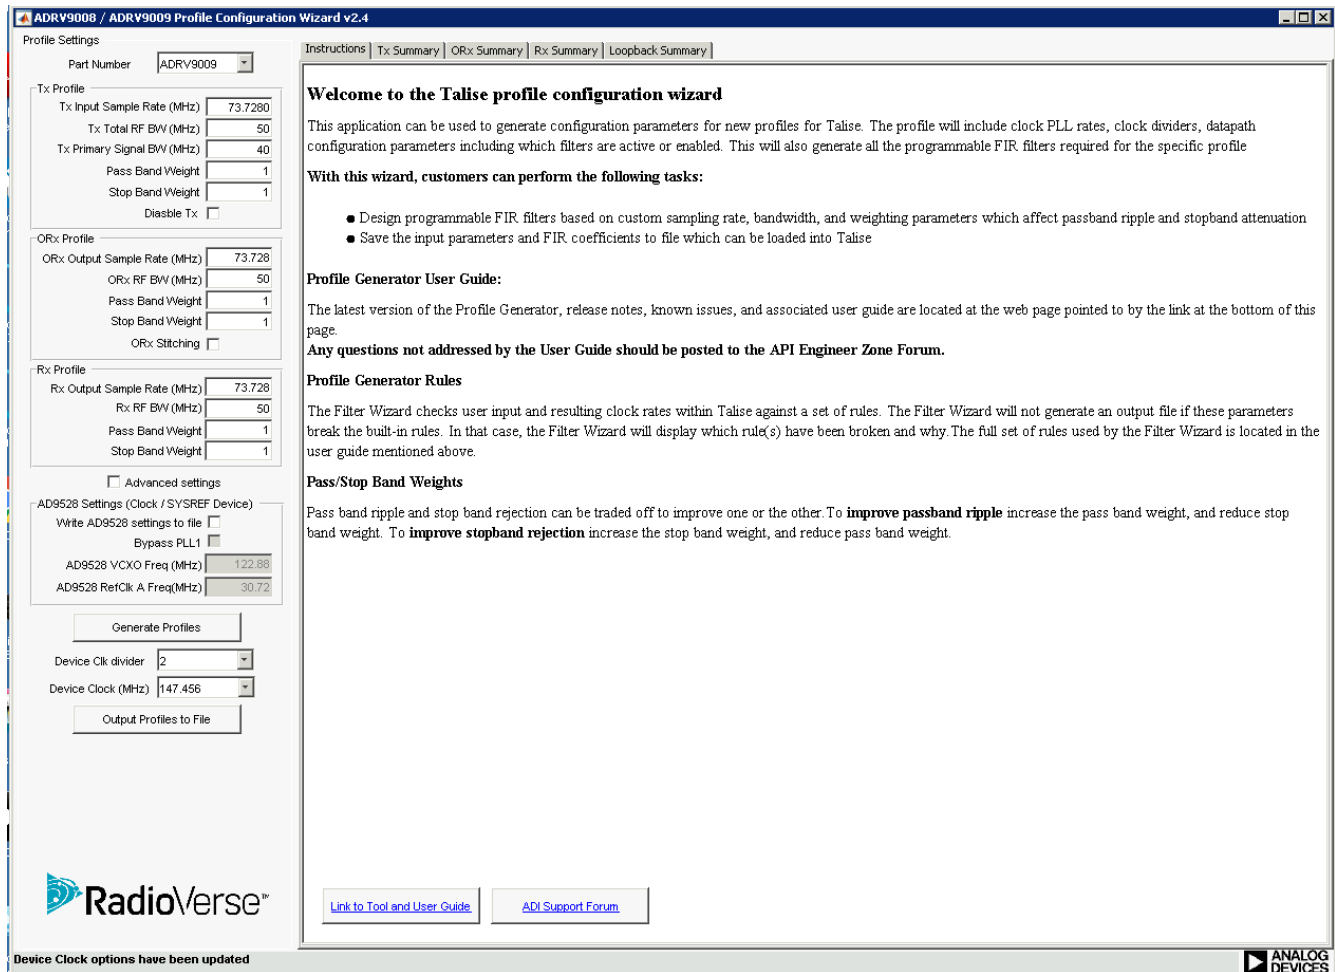 ADRV9008 / ADRV9009 Profile Configuration Wizard v2.4
Profile Settings
Part Number ADRV9009
Tx Profile
Tx Input Sample Rate (MHz) 73.7280
Tx Total RF BW (MHz) 50
Tx Primary Signal BW (MHz) 40
Pass Band Weight 1
Stop Band Weight 1
Diasble Tx
ORx Profile
ORx Output Sample Rate (MHz) 73.728
ORx RF BW (MHz) 50
Pass Band Weight 1
Stop Band Weight 1
ORx Stitching
Rx Profile
Rx Output Sample Rate (MHz) 73.728
Rx RF BW (MHz) 50
Pass Band Weight 1
Stop Band Weight 1
Advanced settings
AD9528 Settings (Clock / SYSREF Device)
Write AD9528 settings to file
Bypass PLL1
AD9528 VCXO Freq (MHz) 122.88
AD9528 RefClk A Freq(MHz) 30.72
Generate Profiles
Device Clk divider 2
Device Clock (MHz) 147.456
Output Profiles to File
RadioVerse™
Device Clock options have been updated
Instructions Tx Summary ORx Summary Rx Summary Loopback Summary
Welcome to the Talise profile configuration wizard
This application can be used to generate configuration parameters for new profiles for Talise. The profile will include clock PLL rates, clock dividers, datapath
configuration parameters including which filters are active or enabled. This will also generate all the programmable FIR filters required for the specific profile
With this wizard, customers can perform the following tasks:
● Design programmable FIR filters based on custom sampling rate, bandwidth, and weighting parameters which affect passband ripple and stopband attenuation
● Save the input parameters and FIR coefficients to file which can be loaded into Talise
Profile Generator User Guide:
The latest version of the Profile Generator, release notes, known issues, and associated user guide are located at the web page pointed to by the link at the bottom of this
page.
Any questions not addressed by the User Guide should be posted to the API Engineer Zone Forum.
Profile Generator Rules
The Filter Wizard checks user input and resulting clock rates within Talise against a set of rules. The Filter Wizard will not generate an output file if these parameters
break the built-in rules. In that case, the Filter Wizard will display which rule(s) have been broken and why.The full set of rules used by the Filter Wizard is located in the
user guide mentioned above.
Pass/Stop Band Weights
Pass band ripple and stop band rejection can be traded off to improve one or the other.To improve passband ripple increase the pass band weight, and reduce stop
band weight. To improve stopband rejection increase the stop band weight, and reduce pass band weight.
Link to Tool and User Guide ADI Support Forum
ANALOG
DEVICES